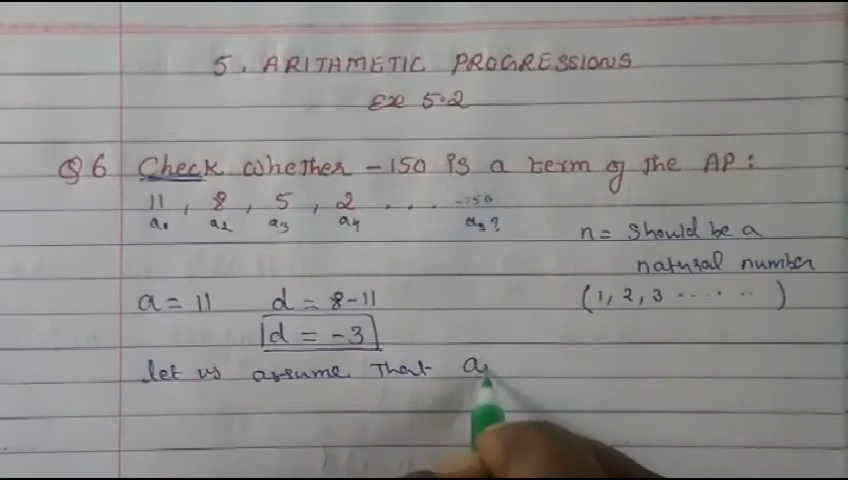 5. ARITHMETIC PROGRESSIONS
Ex 5.2
Q6 Check whether -150 is a term of the AP:
11, 8, 5, 2 . . . -150
a₁ a₂ a₃ a₄ ?
n = should be a
natural number
(1, 2, 3 ......)
a = 11 d = 8-11
d = -3
let us assume that a